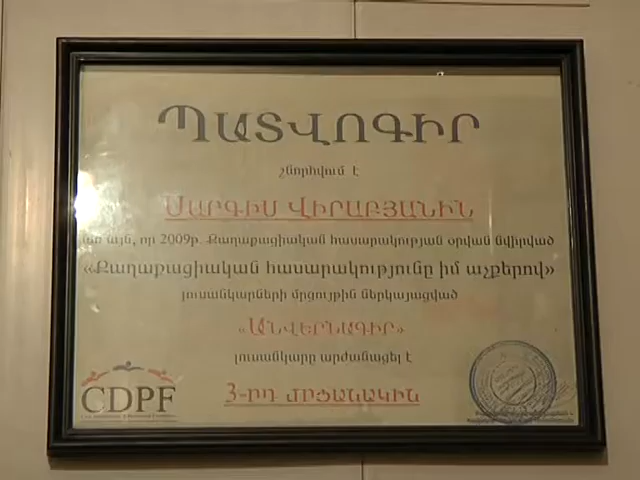 ՊԱՏՎՈԳԻՐ
շնորհվում է
ՍԱՐԳԻՍ ՎԻՐԱԲՅԱՆԻՆ
այն, որ 2009թ. Քաղաքացիական հասարակության օրվան նվիրված
«Քաղաքացիական հասարակությունը իմ աչքերով»
լուսանկարների մրցույթին ներկայացված
«ԱՆՎԵՐՆԱԳԻՐ»
լուսանկարը արժանացել է
3-ՐԴ ՄՐՑԱՆԱԿԻՆ
CDPF